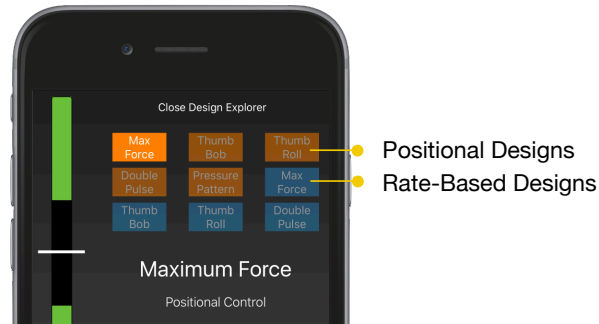 Close Design Explorer
Max Thumb Thumb
Force Bob Roll
Double Pressure Max
Pulse Pattern Force
Thumb Thumb Double
Bob Roll Pulse
Maximum Force
Positional Control
Positional Designs
Rate-Based Designs